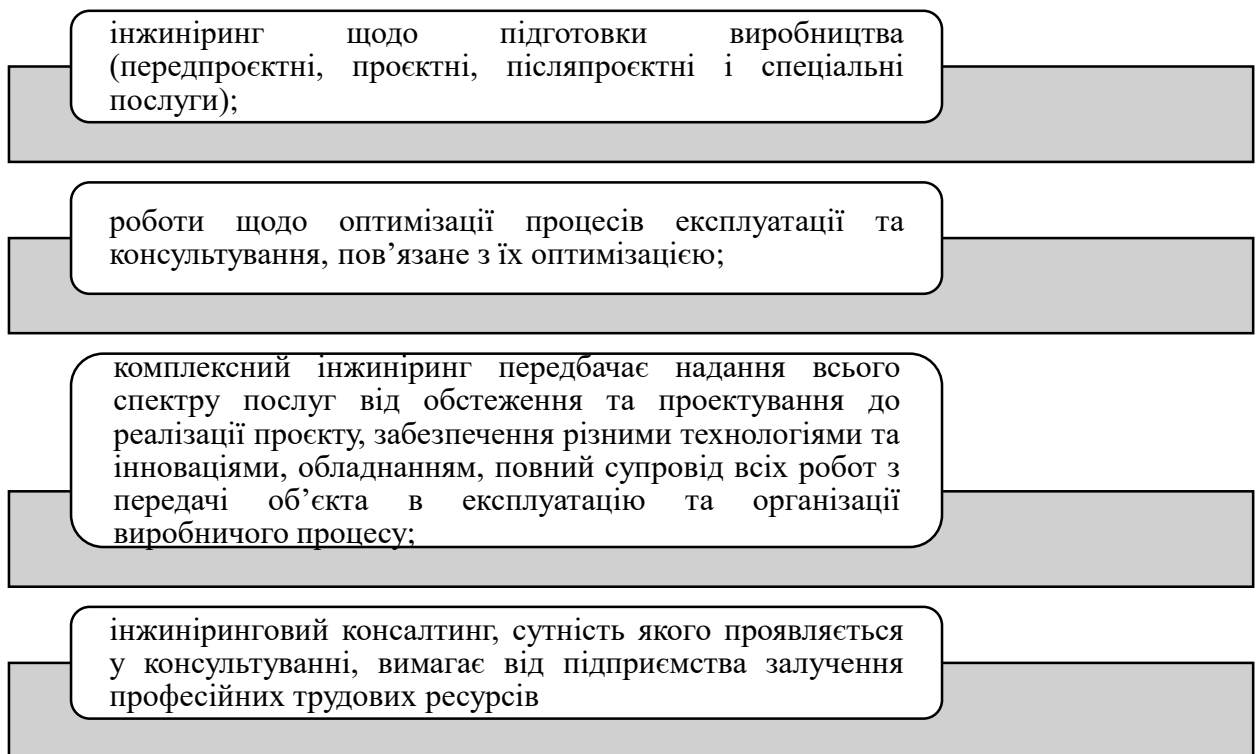 інжиніринг щодо підготовки виробництва
(передпроєктні, проєктні, післяпроєктні і спеціальні
послуги);
роботи щодо оптимізації процесів експлуатації та
консультування, пов’язане з їх оптимізацією;
комплексний інжиніринг передбачає надання всього
спектру послуг від обстеження та проектування до
реалізації проєкту, забезпечення різними технологіями та
інноваціями, обладнанням, повний супровід всіх робот з
передачі об’єкта в експлуатацію та організації
виробничого процесу;
інжиніринговий консалтинг, сутність якого проявляється
у консультуванні, вимагає від підприємства залучення
професійних трудових ресурсів